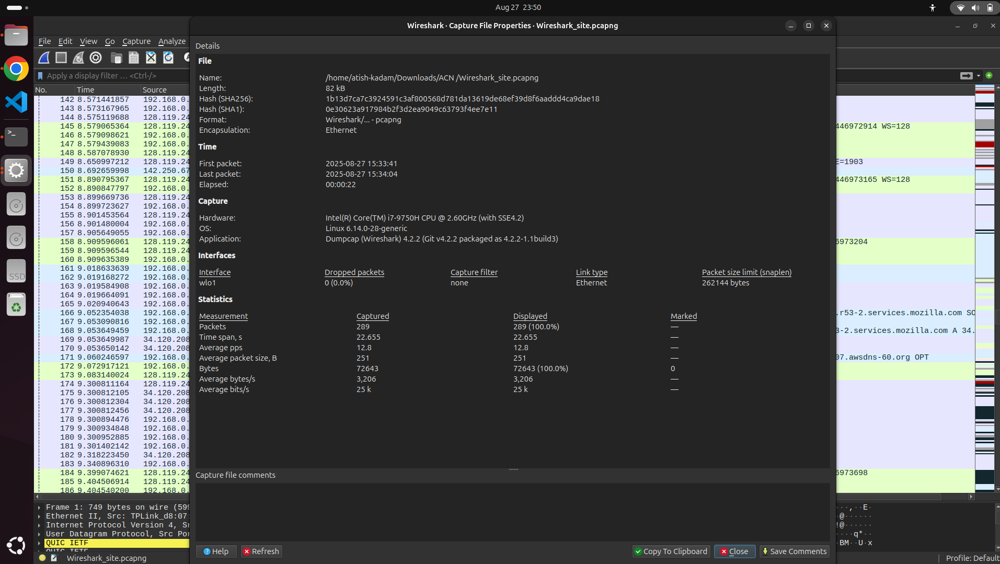 Aug 27 23:50
Wireshark · Capture File Properties · Wireshark_site.pcapng
File Edit View Go Capture Analyze
Apply a display filter … <Ctrl-/>
No. Time Source
142 8.571441857 192.168.0.
143 8.573167965 192.168.0.
144 8.575119688 128.119.24
145 8.579065364 128.119.24 446972914 WS=128
146 8.579098621 192.168.0.
147 8.579439083 192.168.0.
148 8.587078930 128.119.24
149 8.650997212 128.119.24 E=1903
150 8.692659998 142.250.67
151 8.890795367 128.119.24 446973165 WS=128
152 8.890847797 192.168.0.
153 8.899669736 128.119.24
154 8.899723627 192.168.0.
155 8.901453564 128.119.24
156 8.901480004 192.168.0.
157 8.905649055 192.168.0.
158 8.909596061 128.119.24 6973204
159 8.909596544 128.119.24
160 8.909635389 192.168.0.
161 9.018633639 192.168.0.
162 9.019168272 192.168.0.
163 9.019584908 192.168.0.
164 9.019664091 192.168.0.
165 9.020940643 192.168.0.
166 9.052354038 192.168.0. .r53-2.services.mozilla.com SO
167 9.053090816 192.168.0.
168 9.053649459 192.168.0. 3-2.services.mozilla.com A 34.
169 9.053649987 34.120.208
170 9.053650142 34.120.208
171 9.060246597 192.168.0. 07.awsdns-60.org OPT
172 9.072917121 192.168.0.
173 9.083140024 128.119.24
174 9.300811164 128.119.24
175 9.300812105 34.120.208
176 9.300812304 34.120.208
177 9.300812456 34.120.208
178 9.300894476 192.168.0.
179 9.300934848 192.168.0.
180 9.300952885 192.168.0.
181 9.301402142 192.168.0.
182 9.318223450 34.120.208
183 9.340896310 192.168.0.
184 9.399074621 128.119.24 6973698
185 9.404506914 128.119.24
186 9.404540200 192.168.0.
Frame 1: 749 bytes on wire (599
Ethernet II, Src: TPLink_d8:07:
Internet Protocol Version 4, Sr
User Datagram Protocol, Src Por
QUIC IETF
QUIC IETF
Wireshark_site.pcapng
Details
File
Name: /home/atish-kadam/Downloads/ACN /Wireshark_site.pcapng
Length: 82 kB
Hash (SHA256): 1b13d7ca7c3924591c3af800568d781da13619de68ef39d8f6aaddd4ca9dae18
Hash (SHA1): 0e30623a917984b2f3d2ea9049c63793f4ee7e11
Format: Wireshark/... - pcapng
Encapsulation: Ethernet
Time
First packet: 2025-08-27 15:33:41
Last packet: 2025-08-27 15:34:04
Elapsed: 00:00:22
Capture
Hardware: Intel(R) Core(TM) i7-9750H CPU @ 2.60GHz (with SSE4.2)
OS: Linux 6.14.0-28-generic
Application: Dumpcap (Wireshark) 4.2.2 (Git v4.2.2 packaged as 4.2.2-1.1build3)
Interfaces
Interface Dropped packets Capture filter Link type Packet size limit (snaplen)
wlo1 0 (0.0%) none Ethernet 262144 bytes
Statistics
Measurement Captured Displayed Marked
Packets 289 289 (100.0%) —
Time span, s 22.655 22.655 —
Average pps 12.8 12.8 —
Average packet size, B 251 251 —
Bytes 72643 72643 (100.0%) 0
Average bytes/s 3,206 3,206 —
Average bits/s 25 k 25 k —
Capture file comments
Help Refresh Copy To Clipboard Close Save Comments
···,··E·
·@······
!@······
····q*··
·BM··U·x
Profile: Default
SSD